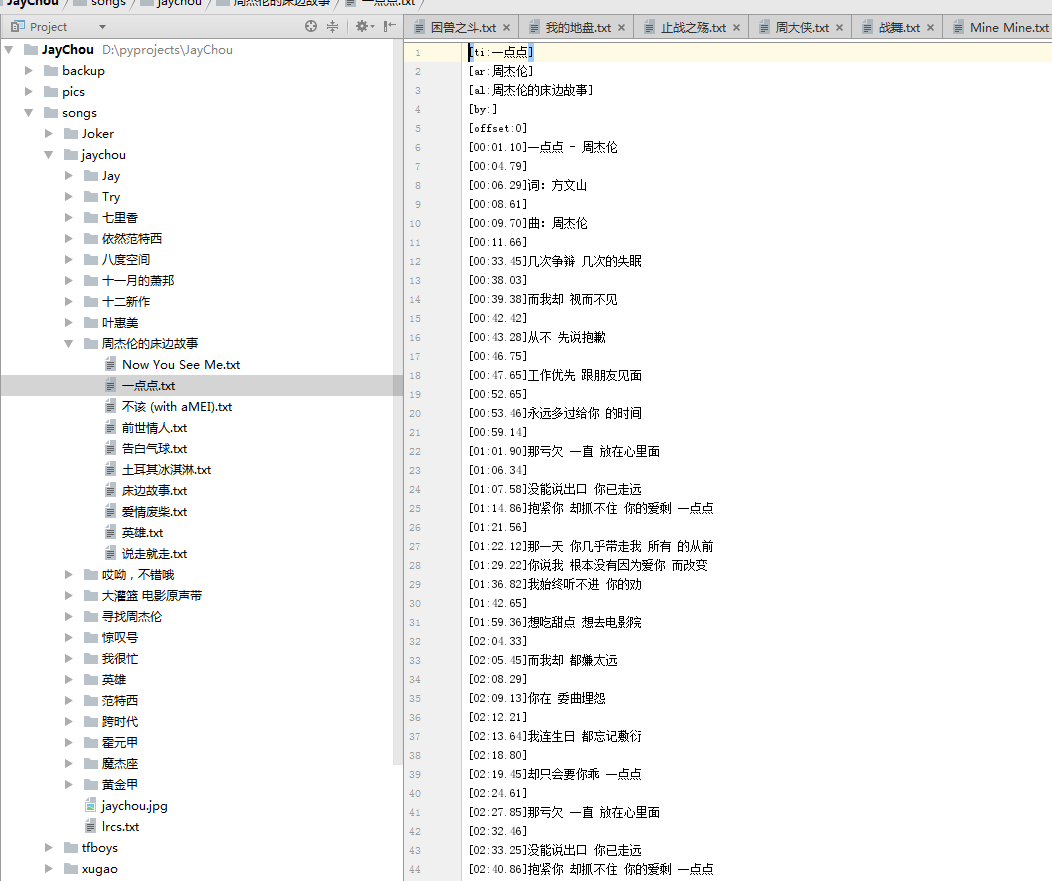 JayChou songs jaychou 周杰伦的床边故事 一点点.txt
Project
困兽之斗.txt × 我的地盘.txt × 止战之殇.txt × 周大侠.txt × 战舞.txt × Mine Mine.txt
JayChou D:\pyprojects\JayChou
backup
pics
songs
Joker
jaychou
Jay
Try
七里香
依然范特西
八度空间
十一月的萧邦
十二新作
叶惠美
周杰伦的床边故事
Now You See Me.txt
一点点.txt
不该 (with aMEI).txt
前世情人.txt
告白气球.txt
土耳其冰淇淋.txt
床边故事.txt
爱情废柴.txt
英雄.txt
说走就走.txt
哎呦，不错哦
大灌篮 电影原声带
寻找周杰伦
惊叹号
我很忙
英雄
范特西
跨时代
霍元甲
魔杰座
黄金甲
jaychou.jpg
lrcs.txt
tfboys
xugao
1 [ti:一点点]
2 [ar:周杰伦]
3 [al:周杰伦的床边故事]
4 [by:]
5 [offset:0]
6 [00:01.10]一点点 - 周杰伦
7 [00:04.79]
8 [00:06.29]词：方文山
9 [00:08.61]
10 [00:09.70]曲：周杰伦
11 [00:11.66]
12 [00:33.45]几次争辩 几次的失眠
13 [00:38.03]
14 [00:39.38]而我却 视而不见
15 [00:42.42]
16 [00:43.28]从不 先说抱歉
17 [00:46.75]
18 [00:47.65]工作优先 跟朋友见面
19 [00:52.65]
20 [00:53.46]永远多过给你 的时间
21 [00:59.14]
22 [01:01.90]那亏欠 一直 放在心里面
23 [01:06.34]
24 [01:07.58]没能说出口 你已走远
25 [01:14.86]抱紧你 却抓不住 你的爱剩 一点点
26 [01:21.56]
27 [01:22.12]那一天 你几乎带走我 所有 的从前
28 [01:29.22]你说我 根本没有因为爱你 而改变
29 [01:36.82]我始终听不进 你的劝
30 [01:42.65]
31 [01:59.36]想吃甜点 想去电影院
32 [02:04.33]
33 [02:05.45]而我却 都嫌太远
34 [02:08.29]
35 [02:09.13]你在 委曲埋怨
36 [02:12.21]
37 [02:13.64]我连生日 都忘记敷衍
38 [02:18.80]
39 [02:19.45]却只会要你乖 一点点
40 [02:24.61]
41 [02:27.85]那亏欠 一直 放在心里面
42 [02:32.46]
43 [02:33.25]没能说出口 你已走远
44 [02:40.86]抱紧你 却抓不住 你的爱剩 一点点